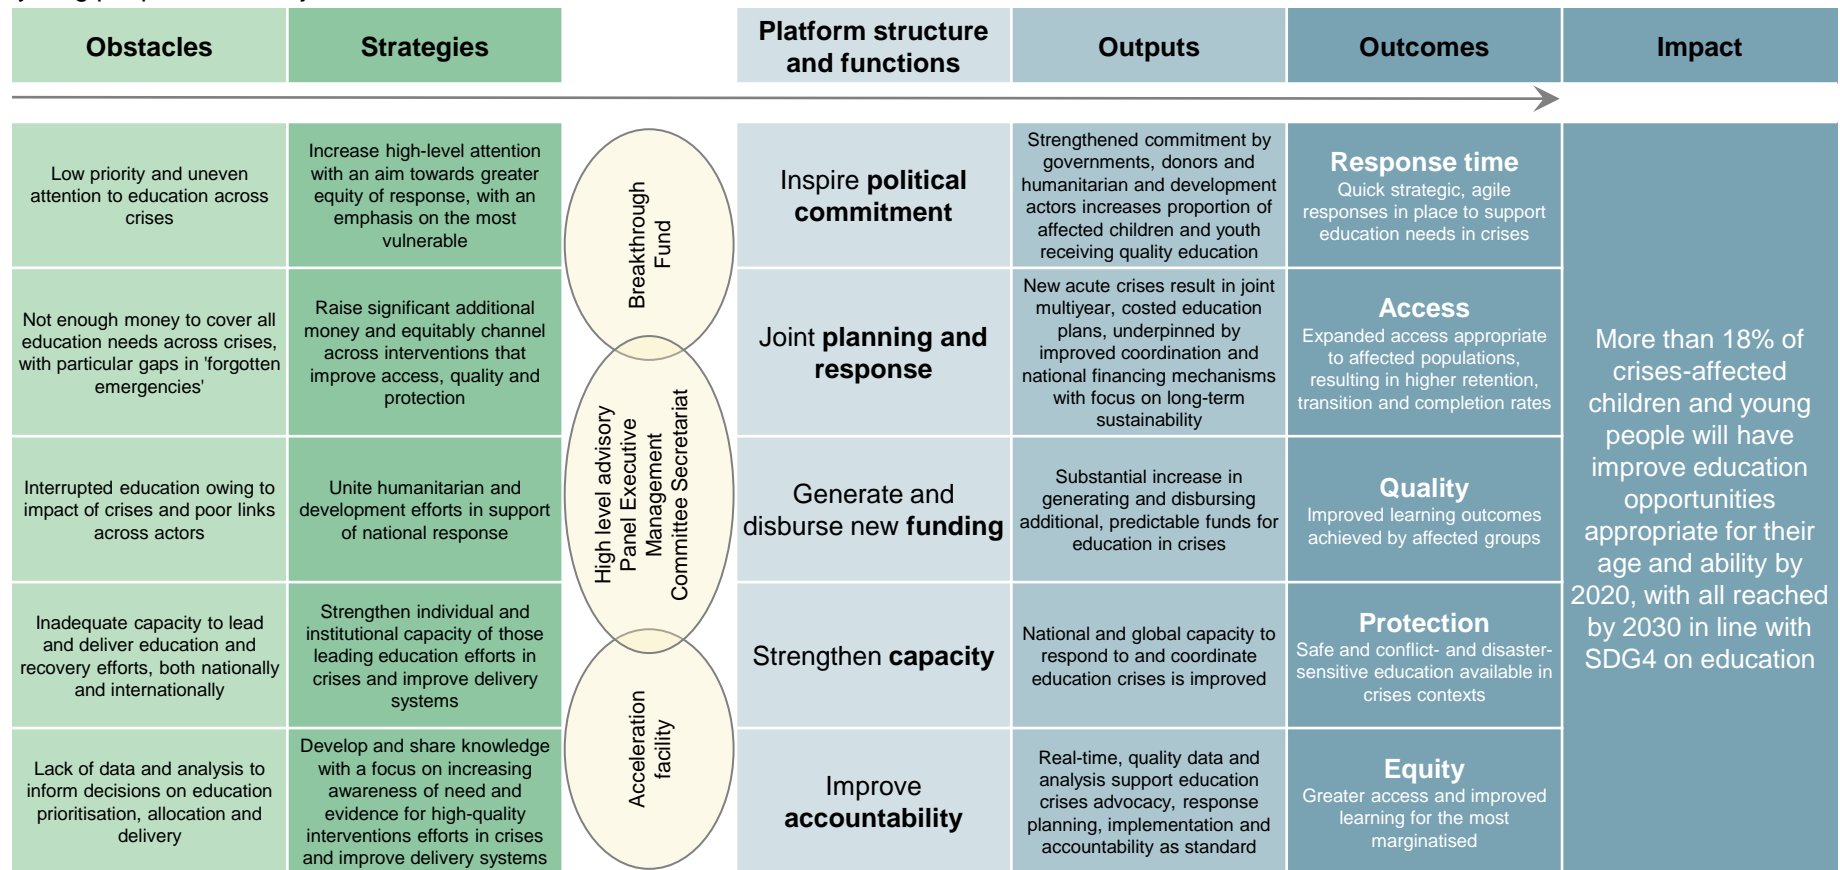 Obstacles
Strategies
Platform structure
and functions
Outputs
Outcomes
Impact
Low priority and uneven
attention to education across
crises
Increase high-level attention
with an aim towards greater
equity of response, with an
emphasis on the most
vulnerable
Breakthrough
Fund
Inspire political
commitment
Strengthened commitment by
governments, donors and
humanitarian and development
actors increases proportion of
affected children and youth
receiving quality education
Response time
Quick strategic, agile
responses in place to support
education needs in crises
Not enough money to cover all
education needs across crises,
with particular gaps in 'forgotten
emergencies'
Raise significant additional
money and equitably channel
across interventions that
improve access, quality and
protection
Joint planning and
response
New acute crises result in joint
multiyear, costed education
plans, underpinned by
improved coordination and
national financing mechanisms
with focus on long-term
sustainability
Access
Expanded access appropriate
to affected populations,
resulting in higher retention,
transition and completion rates
More than 18% of
crises-affected
children and young
people will have
improve education
opportunities
appropriate for their
age and ability by
2020, with all reached
by 2030 in line with
SDG4 on education
Interrupted education owing to
impact of crises and poor links
across actors
Unite humanitarian and
development efforts in support
of national response
High level advisory
Panel Executive
Management
Committee Secretariat
Generate and
disburse new funding
Substantial increase in
generating and disbursing
additional, predictable funds for
education in crises
Quality
Improved learning outcomes
achieved by affected groups
Inadequate capacity to lead
and deliver education and
recovery efforts, both nationally
and internationally
Strengthen individual and
institutional capacity of those
leading education efforts in
crises and improve delivery
systems
Strengthen capacity
National and global capacity to
respond to and coordinate
education crises is improved
Protection
Safe and conflict- and disaster-
sensitive education available in
crises contexts
Lack of data and analysis to
inform decisions on education
prioritisation, allocation and
delivery
Develop and share knowledge
with a focus on increasing
awareness of need and
evidence for high-quality
interventions efforts in crises
and improve delivery systems
Acceleration
facility
Improve
accountability
Real-time, quality data and
analysis support education
crises advocacy, response
planning, implementation and
accountability as standard
Equity
Greater access and improved
learning for the most
marginatised